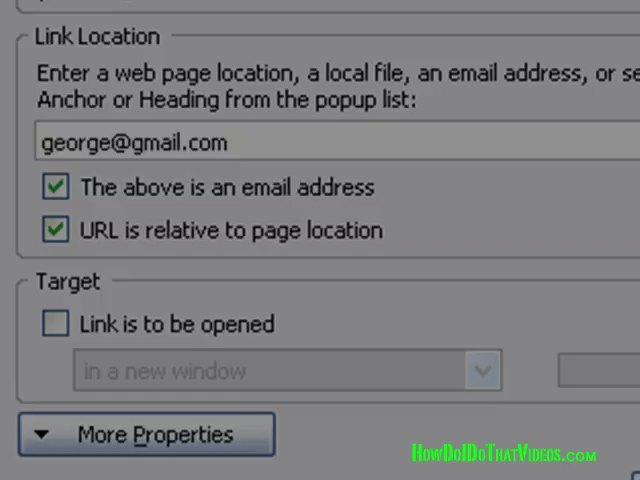 Link Location
Enter a web page location, a local file, an email address, or se
Anchor or Heading from the popup list:
george@gmail.com
The above is an email address
URL is relative to page location
Target
Link is to be opened
in a new window
More Properties
HowDoIDoThatVideos.com